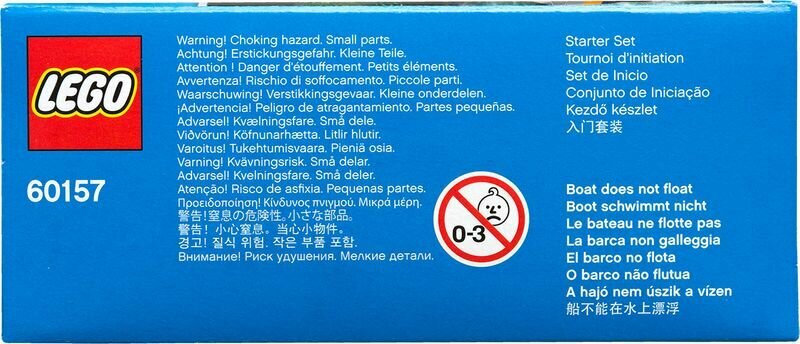 LEGO
60157
Warning! Choking hazard. Small parts.
Achtung! Erstickungsgefahr. Kleine Teile.
Attention ! Danger d'étouffement. Petits éléments.
Avvertenza! Rischio di soffocamento. Piccole parti.
Waarschuwing! Verstikkingsgevaar. Kleine onderdelen.
¡Advertencia! Peligro de atragantamiento. Partes pequeñas.
Advarsel! Kvælningsfare. Små dele.
Viðvörun! Köfnunarhætta. Litlir hlutir.
Varoitus! Tukehtumisvaara. Pieniä osia.
Varning! Kvävningsrisk. Små delar.
Advarsel! Kvelningsfare. Små deler.
Atenção! Risco de asfixia. Pequenas partes.
Προειδοποίηση! Κίνδυνος πνιγμού. Μικρά μέρη.
警告!窒息の危険性。小さな部品。
警告！小心窒息。当心小物件。
경고! 질식 위험. 작은 부품 포함.
Внимание! Риск удушения. Мелкие детали.
0-3
Starter Set
Tournoi d'initiation
Set de Inicio
Conjunto de Iniciação
Kezdő készlet
入门套装
Boat does not float
Boot schwimmt nicht
Le bateau ne flotte pas
La barca non galleggia
El barco no flota
O barco não flutua
A hajó nem úszik a vízen
船不能在水上漂浮